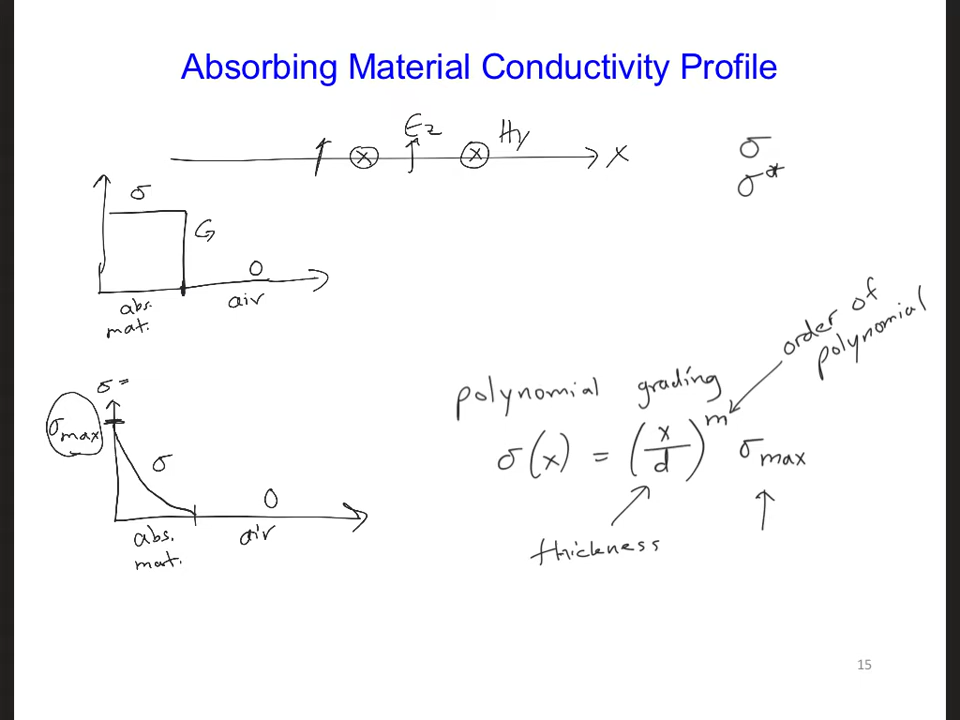 Absorbing Material Conductivity Profile
Ez
Hy
x
σ
σ*
σ
G
0
abs.
mat.
air
order of
polynomial
σ =
σmax
σ
0
abs.
mat.
air
polynomial grading
σ(x) = (x/d)^m σmax
thickness
15